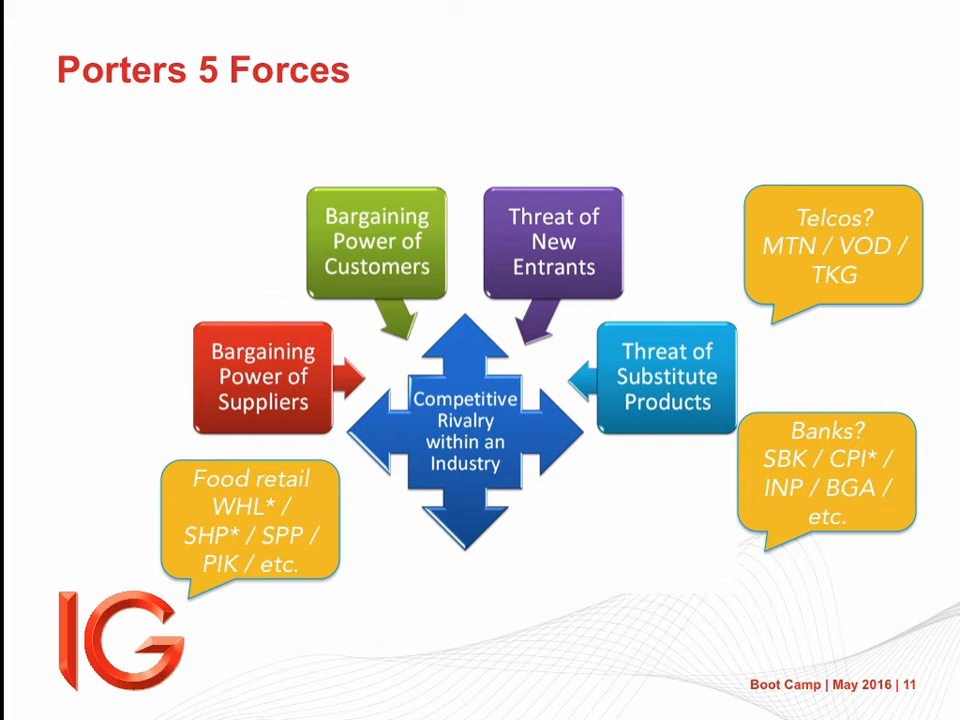 Porters 5 Forces
Bargaining
Power of
Customers
Threat of
New
Entrants
Telcos?
MTN / VOD /
TKG
Bargaining
Power of
Suppliers
Threat of
Substitute
Products
Competitive
Rivalry
within an
Industry
Banks?
SBK / CPI* /
INP / BGA /
etc.
Food retail
WHL* /
SHP* / SPP /
PIK / etc.
IG
Boot Camp | May 2016 | 11